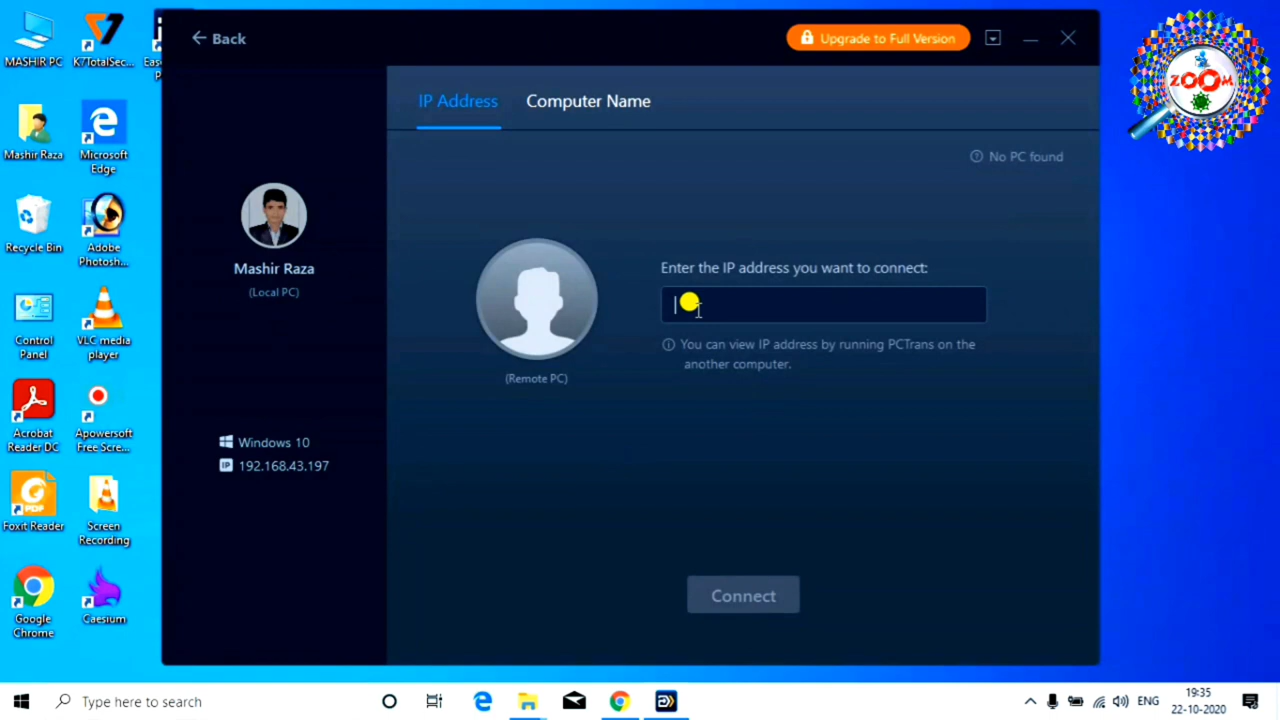 MASHIR PC
K7TotalSec...
Mashir Raza
Microsoft
Edge
Recycle Bin
Adobe
Photosh...
Control
Panel
VLC media
player
Acrobat
Reader DC
Apowersoft
Free Scre...
Foxit Reader
PDF
Screen
Recording
Google
Chrome
Caesium
Back
Upgrade to Full Version
IP Address
Computer Name
No PC found
Mashir Raza
(Local PC)
Windows 10
IP 192.168.43.197
(Remote PC)
Enter the IP address you want to connect:
You can view IP address by running PCTrans on the
another computer.
Connect
ZOOM
Type here to search
ENG
19:35
22-10-2020